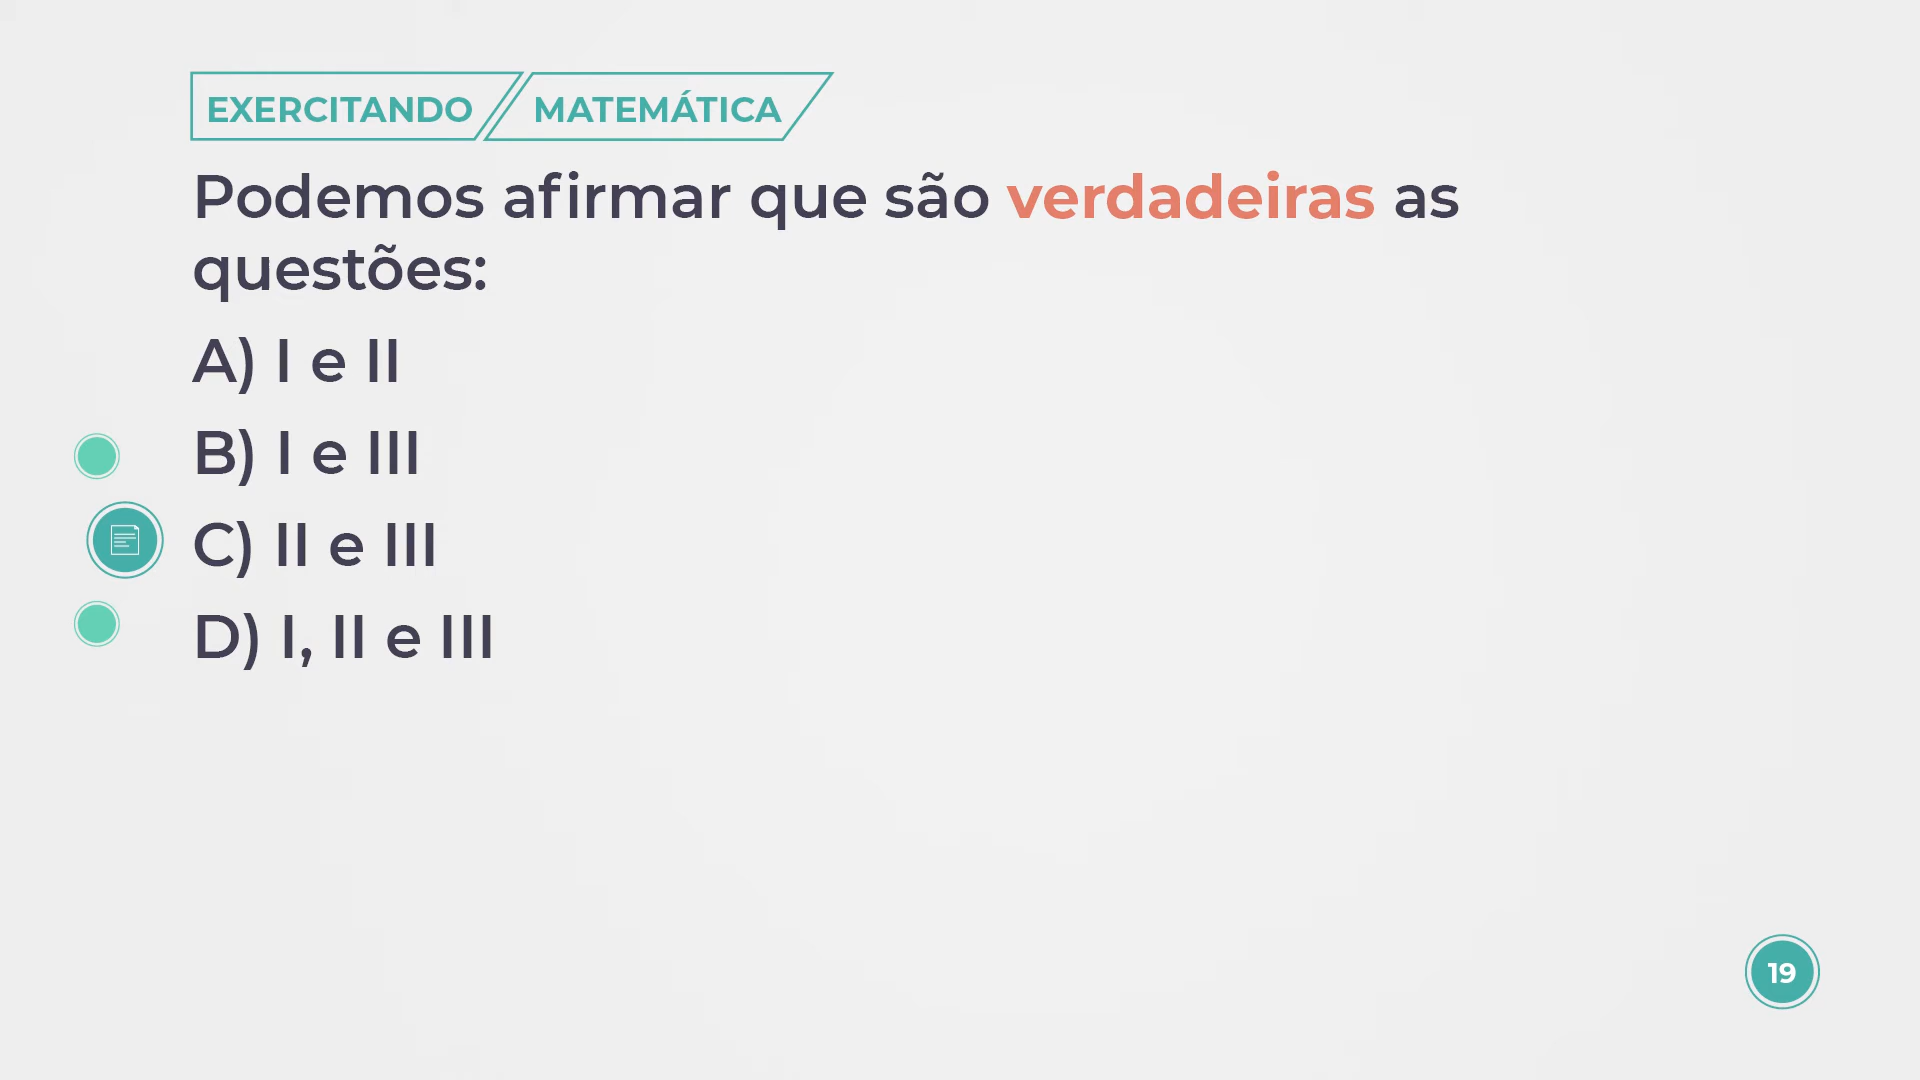 EXERCITANDO MATEMÁTICA
Podemos afirmar que são verdadeiras as
questões:
A) I e II
B) I e III
C) II e III
D) I, II e III
19